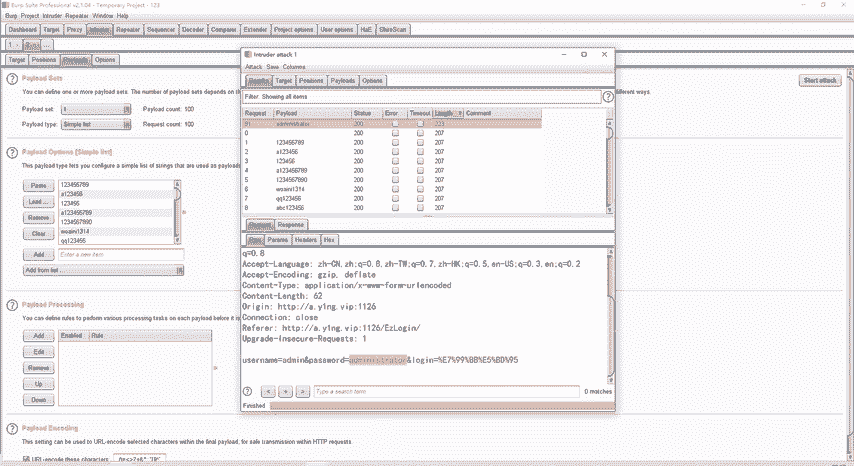 Burp Suite Professional v2.1.04 - Temporary Project - 123
Burp Project Intruder Repeater Window Help
Dashboard Target Proxy Intruder Repeater Sequencer Decoder Comparer Extender Project options User options HaE ShiroScan
1 ...
Target Positions Payloads Options
Payload Sets
Start attack
You can define one or more payload sets. The number of payload sets depends on th
different ways.
Payload set: 1 Payload count: 100
Payload type: Simple list Request count: 100
Payload Options [Simple list]
This payload type lets you configure a simple list of strings that are used as payloads
Paste
Load ...
Remove
Clear
123456789
a123456
123456
a123456789
1234567890
woaini1314
qq123456
Add Enter a new item
Add from list ...
Payload Processing
You can define rules to perform various processing tasks on each payload before it is
Add Enabled Rule
Edit
Remove
Up
Down
Payload Encoding
This setting can be used to URL-encode selected characters within the final payload, for safe transmission within HTTP requests.
URL-encode these characters:
Intruder attack 1
Attack Save Columns
Results Target Positions Payloads Options
Filter: Showing all items
Request Payload Status Error Timeout Length Comment
administrator 200
0 200 207
1 123456789 200 207
2 a123456 200 207
3 123456 200 207
4 a123456789 200 207
5 1234567890 200 207
6 woaini1314 200 207
7 qq123456 200 207
8 abc123456 200 207
Request Response
Raw Params Headers Hex
q=0.8
Accept-Language: zh-CN,zh;q=0.8,zh-TW;q=0.7,zh-HK;q=0.5,en-US;q=0.3,en;q=0.2
Accept-Encoding: gzip, deflate
Content-Type: application/x-www-form-urlencoded
Content-Length: 62
Origin: http://a.y1ng.vip:1126
Connection: close
Referer: http://a.y1ng.vip:1126/EzLogin/
Upgrade-Insecure-Requests: 1
username=admin&password=administrator&login=%E7%99%BB%E5%BD%95
? < + > Type a search term 0 matches
Finished